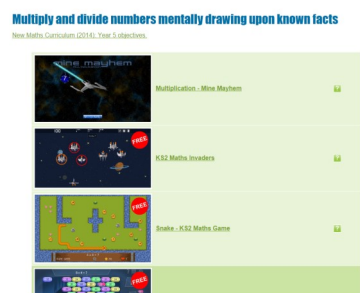 Multiply and divide numbers mentally drawing upon known facts
New Maths Curriculum (2014): Year 5 objectives.
mine mayhem
Multiplication - Mine Mayhem
?
FREE
KS2 Maths Invaders
?
FREE
Snake - KS2 Maths Game
?
FREE